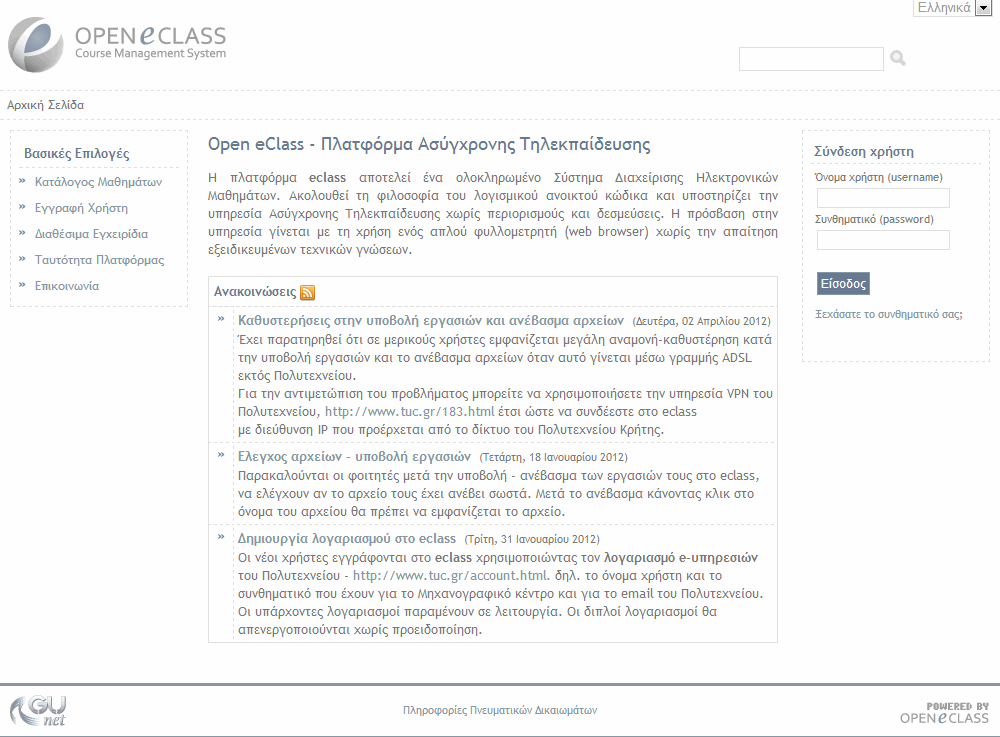 Ελληνικά
OPEN eCLASS
Course Management System
Αρχική Σελίδα
Βασικές Επιλογές
» Κατάλογος Μαθημάτων
» Εγγραφή Χρήστη
» Διαθέσιμα Εγχειρίδια
» Ταυτότητα Πλατφόρμας
» Επικοινωνία
Open eClass - Πλατφόρμα Ασύγχρονης Τηλεκπαίδευσης
Η πλατφόρμα eclass αποτελεί ένα ολοκληρωμένο Σύστημα Διαχείρισης Ηλεκτρονικών
Μαθημάτων. Ακολουθεί τη φιλοσοφία του λογισμικού ανοικτού κώδικα και υποστηρίζει την
υπηρεσία Ασύγχρονης Τηλεκπαίδευσης χωρίς περιορισμούς και δεσμεύσεις. Η πρόσβαση στην
υπηρεσία γίνεται με τη χρήση ενός απλού φυλλομετρητή (web browser) χωρίς την απαίτηση
εξειδικευμένων τεχνικών γνώσεων.
Ανακοινώσεις
» Καθυστερήσεις στην υποβολή εργασιών και ανέβασμα αρχείων (Δευτέρα, 02 Απριλίου 2012)
Έχει παρατηρηθεί ότι σε μερικούς χρήστες εμφανίζεται μεγάλη αναμονή-καθυστέρηση κατά
την υποβολή εργασιών και το ανέβασμα αρχείων όταν αυτό γίνεται μέσω γραμμής ADSL
εκτός Πολυτεχνείου.
Για την αντιμετώπιση του προβλήματος μπορείτε να χρησιμοποιήσετε την υπηρεσία VPN του
Πολυτεχνείου, http://www.tuc.gr/183.html έτσι ώστε να συνδέεστε στο eclass
με διεύθυνση IP που προέρχεται από το δίκτυο του Πολυτεχνείου Κρήτης.
» Ελεγχος αρχείων - υποβολή εργασιών (Τετάρτη, 18 Ιανουαρίου 2012)
Παρακαλούνται οι φοιτητές μετά την υποβολή - ανέβασμα των εργασιών τους στο eclass,
να ελέγχουν αν το αρχείο τους έχει ανέβει σωστά. Μετά το ανέβασμα κάνοντας κλικ στο
όνομα του αρχείου θα πρέπει να εμφανίζεται το αρχείο.
» Δημιουργία λογαριασμού στο eclass (Τρίτη, 31 Ιανουαρίου 2012)
Οι νέοι χρήστες εγγράφονται στο eclass χρησιμοποιώντας τον λογαριασμό e-υπηρεσιών
του Πολυτεχνείου - http://www.tuc.gr/account.html. δηλ. το όνομα χρήστη και το
συνθηματικό που έχουν για το Μηχανογραφικό κέντρο και για το email του Πολυτεχνείου.
Οι υπάρχοντες λογαριασμοί παραμένουν σε λειτουργία. Οι διπλοί λογαριασμοί θα
απενεργοποιούνται χωρίς προειδοποίηση.
Σύνδεση χρήστη
Όνομα χρήστη (username)
Συνθηματικό (password)
Είσοδος
Ξεχάσατε το συνθηματικό σας;
GUnet
Πληροφορίες Πνευματικών Δικαιωμάτων
POWERED BY
OPEN eCLASS